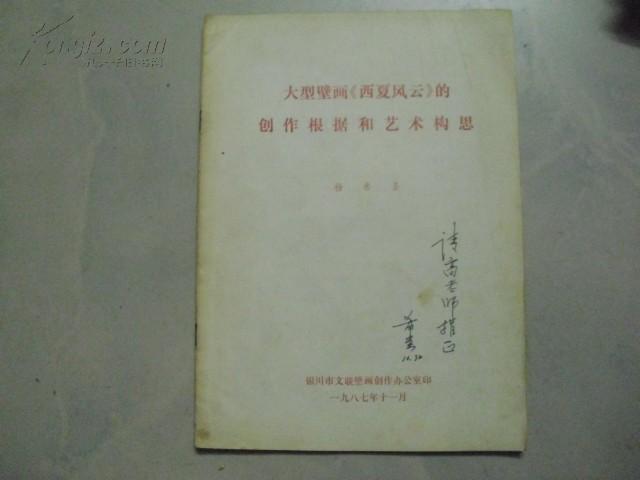 Kongfz.com
孔夫子旧书网
大型壁画《西夏风云》的
创作根据和艺术构思
请高老师指正
银川市文联壁画创作办公室印
一九八七年十一月